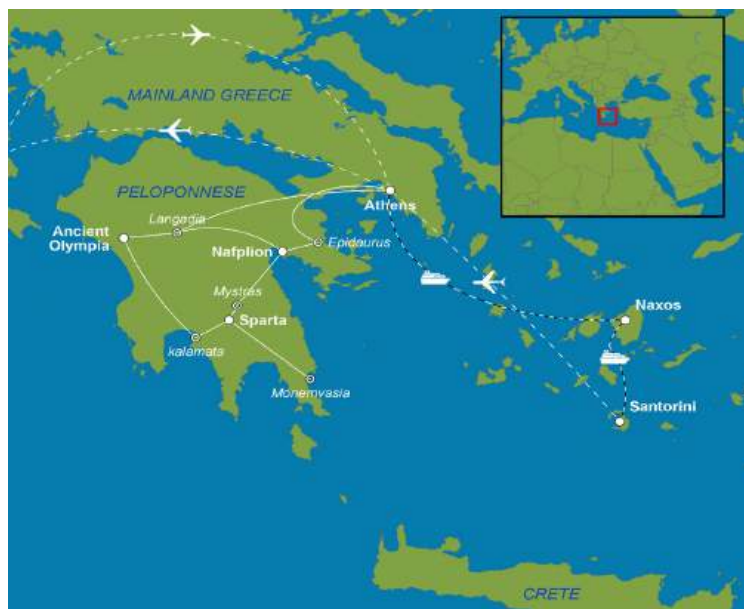 MAINLAND GREECE
PELOPONNESE
Athens
Langadia
Ancient
Olympia
Nafplion
Epidaurus
Mystras
Sparta
Naxos
kalamata
Monemvasia
Santorini
CRETE